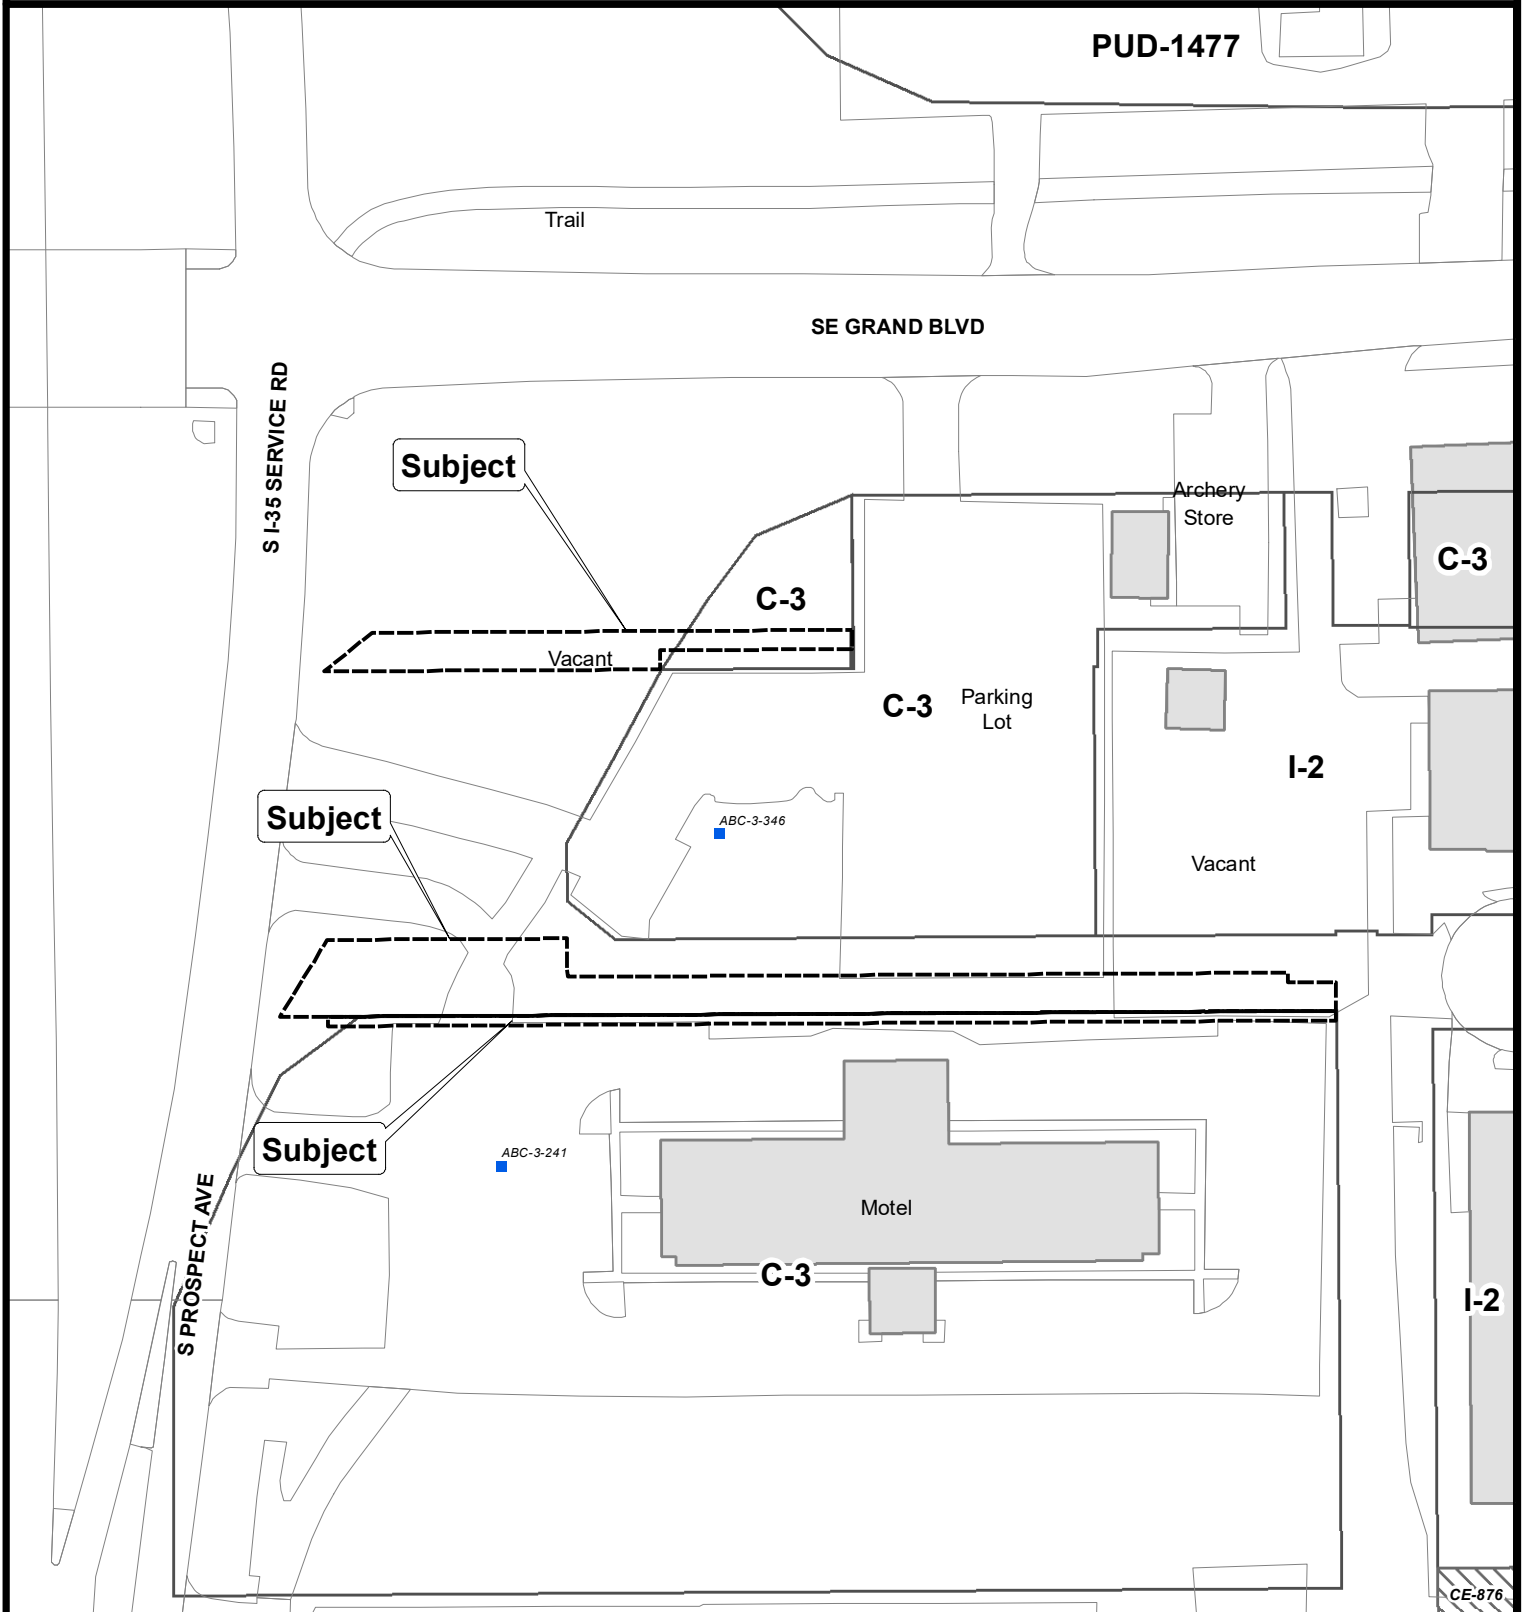 PUD-1477
Trail
SE GRAND BLVD
S I-35 SERVICE RD
Subject
Archery
Store
C-3
C-3
Vacant
C-3
Parking
Lot
I-2
Subject
ABC-3-346
Vacant
Subject
ABC-3-241
Motel
S PROSPECT AVE
C-3
I-2
CE-876